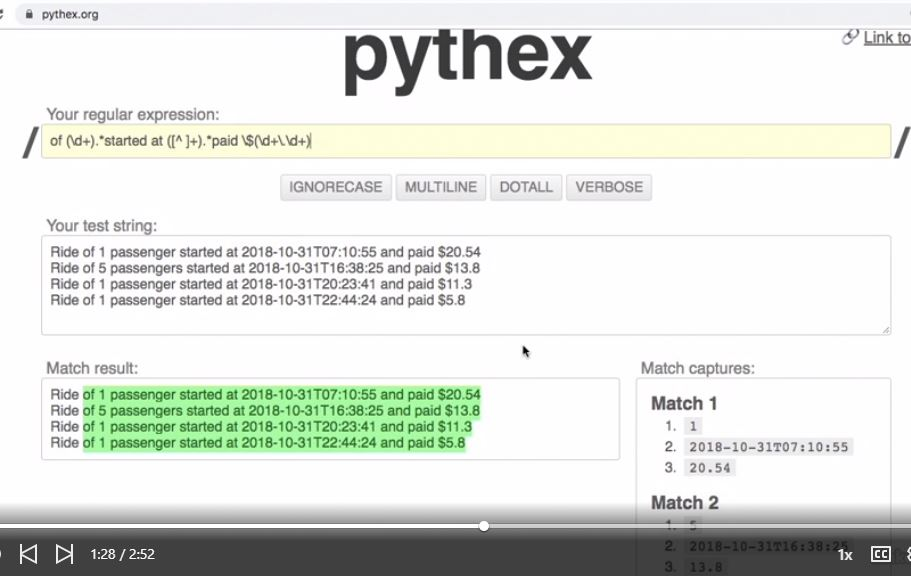 pythex.org
pythex
Link to
Your regular expression:
/ of (\d+).*started at ([^ ]+).*paid \$(\d+\.\d+) /
IGNORECASE MULTILINE DOTALL VERBOSE
Your test string:
Ride of 1 passenger started at 2018-10-31T07:10:55 and paid $20.54
Ride of 5 passengers started at 2018-10-31T16:38:25 and paid $13.8
Ride of 1 passenger started at 2018-10-31T20:23:41 and paid $11.3
Ride of 1 passenger started at 2018-10-31T22:44:24 and paid $5.8
Match result:
Ride of 1 passenger started at 2018-10-31T07:10:55 and paid $20.54
Ride of 5 passengers started at 2018-10-31T16:38:25 and paid $13.8
Ride of 1 passenger started at 2018-10-31T20:23:41 and paid $11.3
Ride of 1 passenger started at 2018-10-31T22:44:24 and paid $5.8
Match captures:
Match 1
1. 1
2. 2018-10-31T07:10:55
3. 20.54
Match 2
1. 5
2. 2018-10-31T16:38:25
3. 13.8
1:28 / 2:52
1x CC